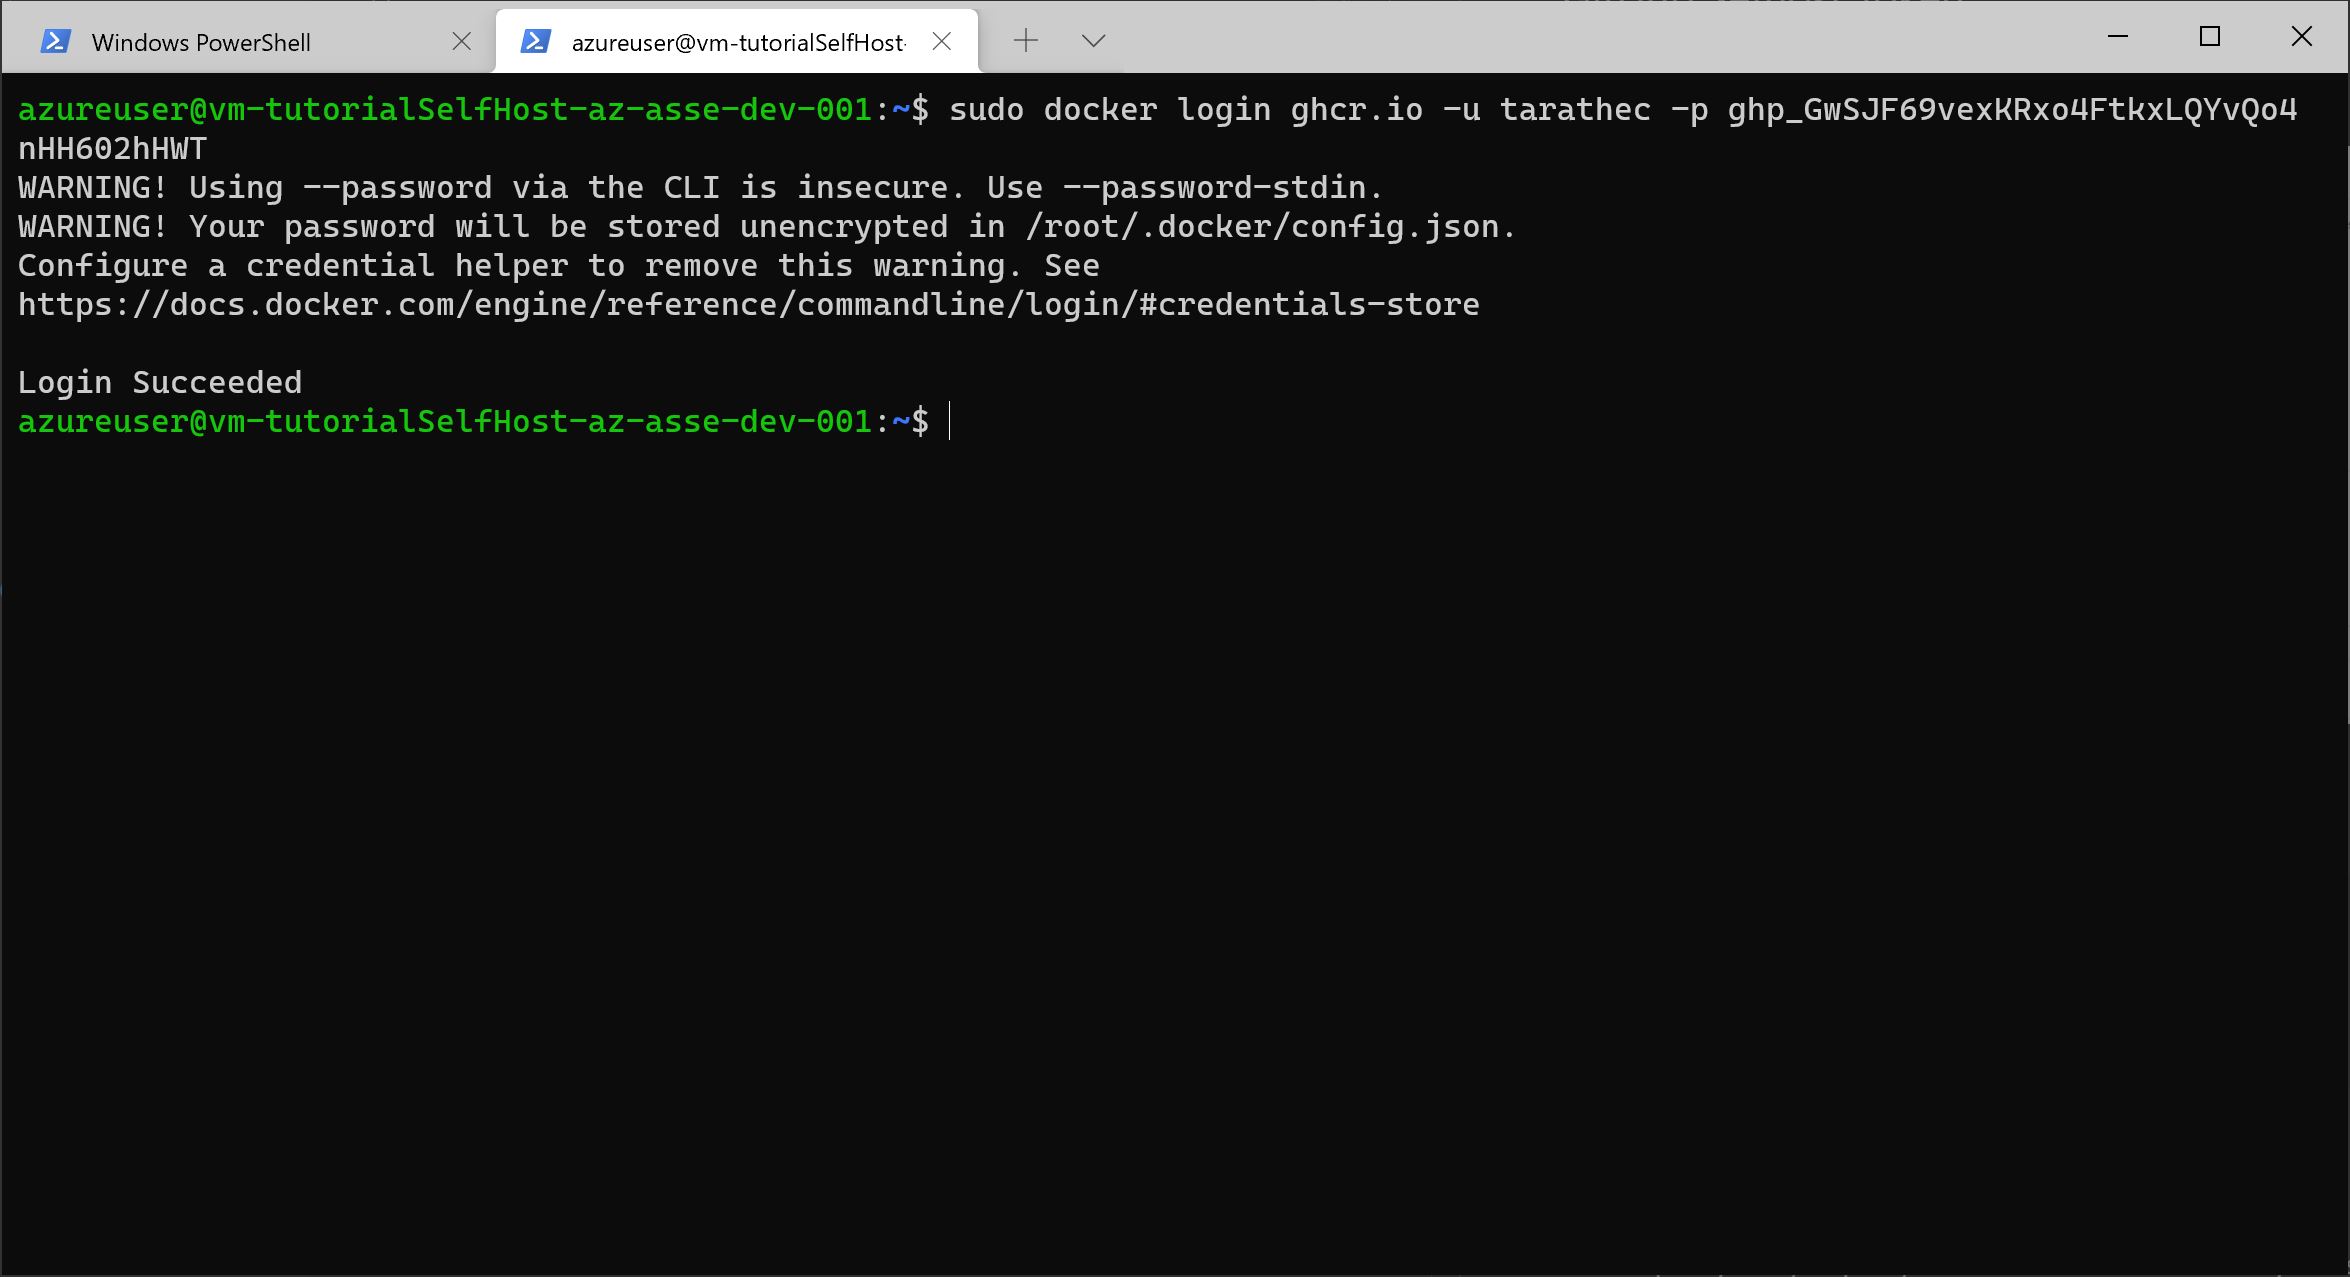 Windows PowerShell
azureuser@vm-tutorialSelfHost-
azureuser@vm-tutorialSelfHost-az-asse-dev-001:~$ sudo docker login ghcr.io -u tarathec -p ghp_GwSJF69vexKRxo4FtkxLQYvQo4
nHH602hHWT
WARNING! Using --password via the CLI is insecure. Use --password-stdin.
WARNING! Your password will be stored unencrypted in /root/.docker/config.json.
Configure a credential helper to remove this warning. See
https://docs.docker.com/engine/reference/commandline/login/#credentials-store
Login Succeeded
azureuser@vm-tutorialSelfHost-az-asse-dev-001:~$